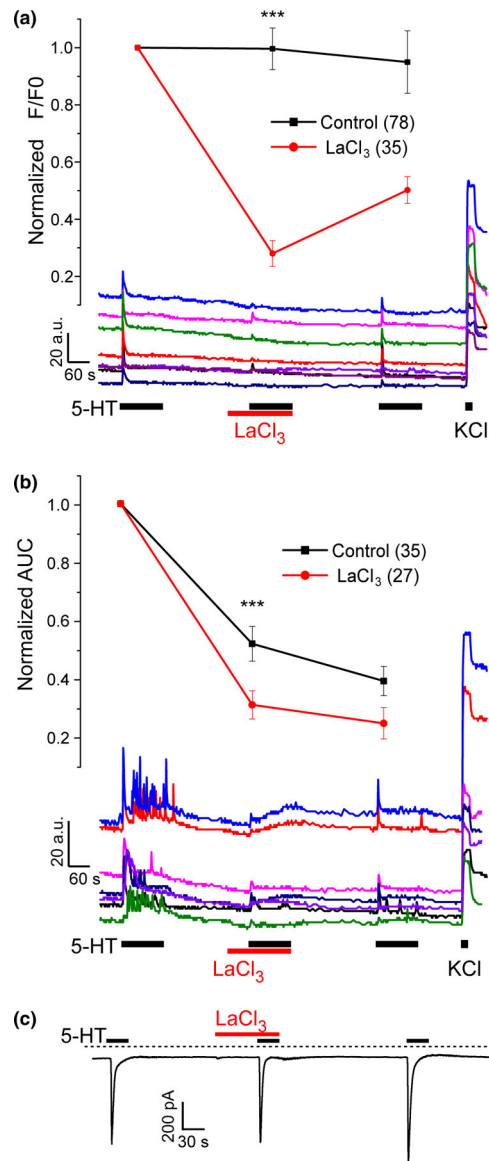 (a)
***
1.0
0.8
0.6
0.4
0.2
Normalized F/F0
Control (78)
LaCl₃ (35)
20 a.u.
60 s
5-HT
LaCl₃
KCl
(b)
1.0
0.8
0.6
0.4
0.2
Normalized AUC
Control (35)
LaCl₃ (27)
***
20 a.u.
60 s
5-HT
LaCl₃
KCl
(c)
LaCl₃
5-HT
200 pA
30 s